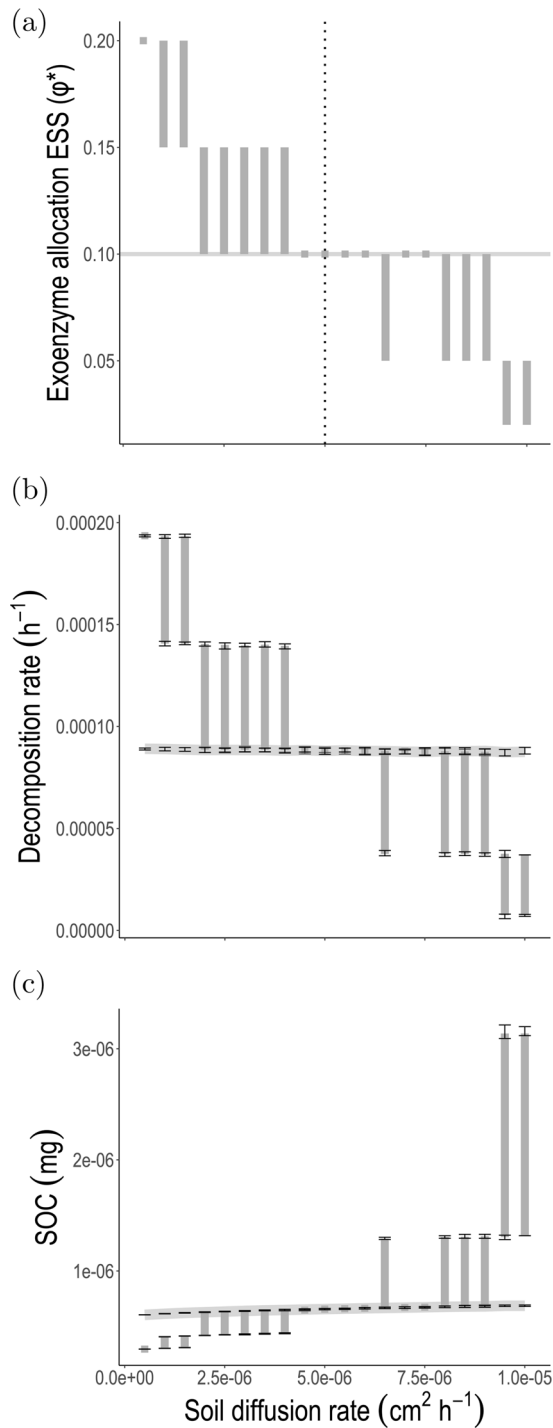 (a)
Exoenzyme allocation ESS (φ*)
0.20
0.15
0.10
0.05
(b)
Decomposition rate (h⁻¹)
0.00020
0.00015
0.00010
0.00005
0.00000
(c)
SOC (mg)
3e-06
2e-06
1e-06
0.0e+00 2.5e-06 5.0e-06 7.5e-06 1.0e-05
Soil diffusion rate (cm² h⁻¹)